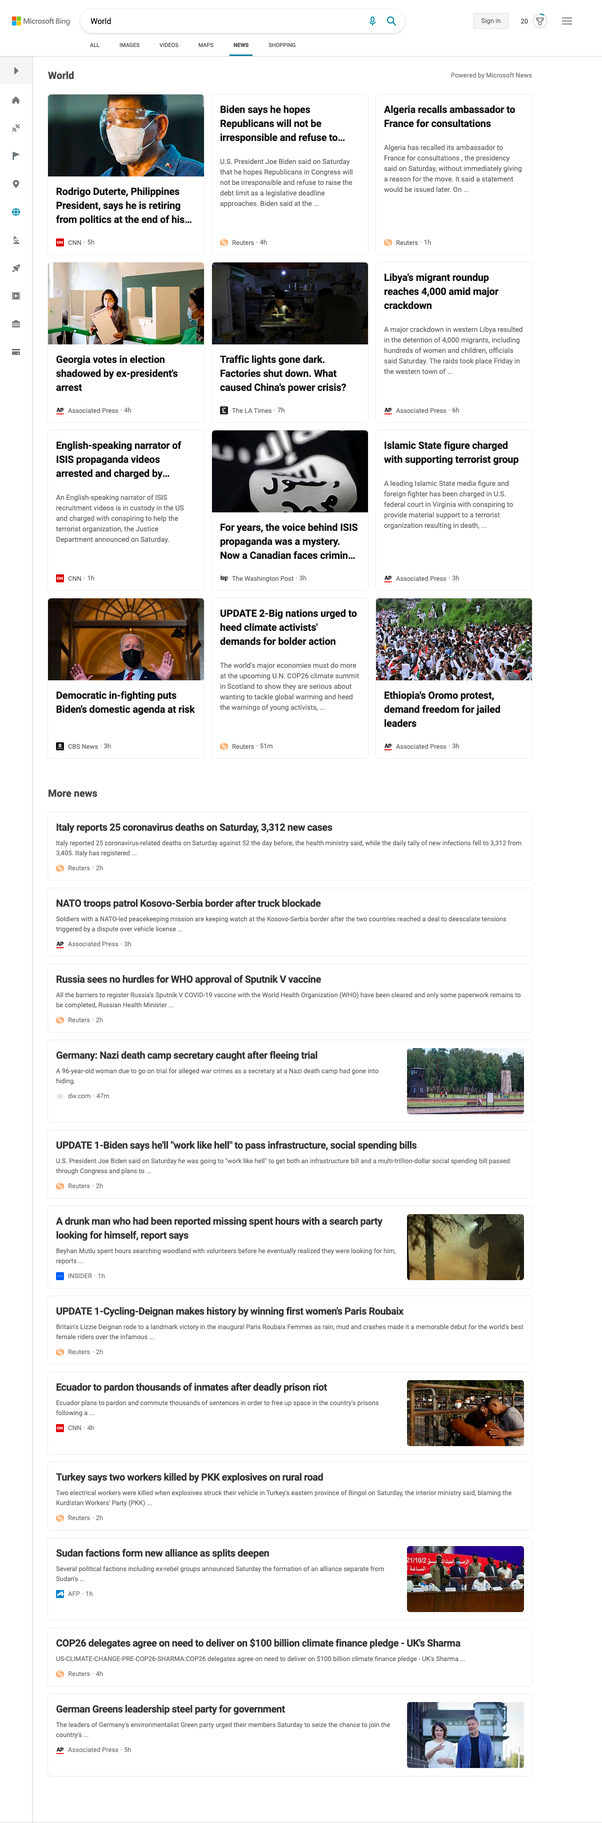 Microsoft Bing
World
Sign in
20
ALL
IMAGES
VIDEOS
MAPS
NEWS
SHOPPING
World
Powered by Microsoft News
Rodrigo Duterte, Philippines
President, says he is retiring
from politics at the end of his...
CNN · 5h
Biden says he hopes
Republicans will not be
irresponsible and refuse to...
U.S. President Joe Biden said on Saturday
that he hopes Republicans in Congress will
not be irresponsible and refuse to raise the
debt limit as a legislative deadline
approaches. Biden said at the ...
Reuters · 4h
Algeria recalls ambassador to
France for consultations
Algeria has recalled its ambassador to
France for consultations , the presidency
said on Saturday, without immediately giving
a reason for the move. It said a statement
would be issued later. On ...
Reuters · 1h
Georgia votes in election
shadowed by ex-president's
arrest
AP Associated Press · 4h
Traffic lights gone dark.
Factories shut down. What
caused China's power crisis?
The LA Times · 7h
Libya's migrant roundup
reaches 4,000 amid major
crackdown
A major crackdown in western Libya resulted
in the detention of 4,000 migrants, including
hundreds of women and children, officials
said Saturday. The raids took place Friday in
the western town of ...
AP Associated Press · 6h
English-speaking narrator of
ISIS propaganda videos
arrested and charged by...
An English-speaking narrator of ISIS
recruitment videos is in custody in the US
and charged with conspiring to help the
terrorist organization, the Justice
Department announced on Saturday.
CNN · 1h
For years, the voice behind ISIS
propaganda was a mystery.
Now a Canadian faces crimin...
wp The Washington Post · 3h
Islamic State figure charged
with supporting terrorist group
A leading Islamic State media figure and
foreign fighter has been charged in U.S.
federal court in Virginia with conspiring to
provide material support to a terrorist
organization resulting in death, ...
AP Associated Press · 3h
Democratic in-fighting puts
Biden's domestic agenda at risk
CBS News · 3h
UPDATE 2-Big nations urged to
heed climate activists'
demands for bolder action
The world's major economies must do more
at the upcoming U.N. COP26 climate summit
in Scotland to show they are serious about
wanting to tackle global warming and heed
the warnings of young activists, ...
Reuters · 51m
Ethiopia's Oromo protest,
demand freedom for jailed
leaders
AP Associated Press · 3h
More news
Italy reports 25 coronavirus deaths on Saturday, 3,312 new cases
Italy reported 25 coronavirus-related deaths on Saturday against 52 the day before, the health ministry said, while the daily tally of new infections fell to 3,312 from
3,405. Italy has registered ...
Reuters · 2h
NATO troops patrol Kosovo-Serbia border after truck blockade
Soldiers with a NATO-led peacekeeping mission are keeping watch at the Kosovo-Serbia border after the two countries reached a deal to deescalate tensions
triggered by a dispute over vehicle license ...
AP Associated Press · 3h
Russia sees no hurdles for WHO approval of Sputnik V vaccine
All the barriers to register Russia's Sputnik V COVID-19 vaccine with the World Health Organization (WHO) have been cleared and only some paperwork remains to
be completed, Russian Health Minister ...
Reuters · 2h
Germany: Nazi death camp secretary caught after fleeing trial
A 96-year-old woman due to go on trial for alleged war crimes as a secretary at a Nazi death camp had gone into
hiding.
dw.com · 47m
UPDATE 1-Biden says he'll "work like hell" to pass infrastructure, social spending bills
U.S. President Joe Biden said on Saturday he was going to "work like hell" to get both an infrastructure bill and a multi-trillion-dollar social spending bill passed
through Congress and plans to ...
Reuters · 2h
A drunk man who had been reported missing spent hours with a search party
looking for himself, report says
Beyhan Mutlu spent hours searching woodland with volunteers before he eventually realized they were looking for him,
reports ...
INSIDER · 1h
UPDATE 1-Cycling-Deignan makes history by winning first women's Paris Roubaix
Britain's Lizzie Deignan rode to a landmark victory in the inaugural Paris Roubaix Femmes as rain, mud and crashes made it a memorable debut for the world's best
female riders over the infamous ...
Reuters · 2h
Ecuador to pardon thousands of inmates after deadly prison riot
Ecuador plans to pardon and commute thousands of sentences in order to free up space in the country's prisons
following a ...
CNN · 4h
Turkey says two workers killed by PKK explosives on rural road
Two electrical workers were killed when explosives struck their vehicle in Turkey's eastern province of Bingol on Saturday, the interior ministry said, blaming the
Kurdistan Workers' Party (PKK) ...
Reuters · 2h
Sudan factions form new alliance as splits deepen
Several political factions including ex-rebel groups announced Saturday the formation of an alliance separate from
Sudan's ...
AFP · 1h
COP26 delegates agree on need to deliver on $100 billion climate finance pledge - UK's Sharma
US-CLIMATE-CHANGE-PRE-COP26-SHARMA:COP26 delegates agree on need to deliver on $100 billion climate finance pledge - UK's Sharma ...
Reuters · 4h
German Greens leadership steel party for government
The leaders of Germany's environmentalist Green party urged their members Saturday to seize the chance to join the
country's ...
AP Associated Press · 5h